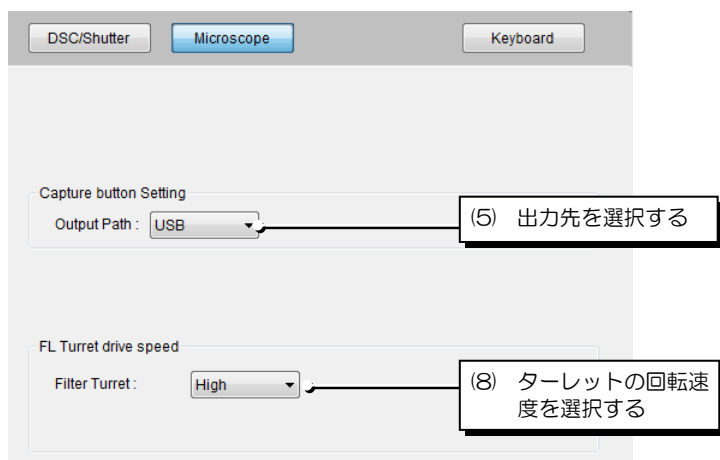 DSC/Shutter
Microscope
Keyboard
Capture button Setting
Output Path : USB
(5) 出力先を選択する
FL Turret drive speed
Filter Turret : High
(8) ターレットの回転速
度を選択する